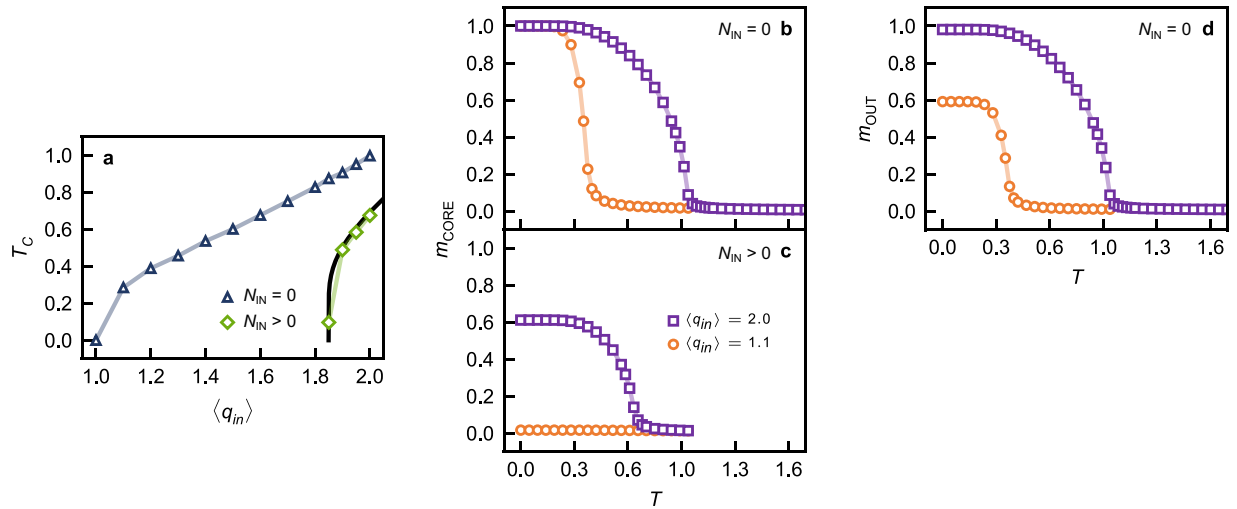 a
1.0
0.8
0.6
0.4
0.2
0.0
T_C
N_IN = 0
N_IN > 0
1.0 1.2 1.4 1.6 1.8 2.0
⟨q_in⟩
1.0
0.8
0.6
0.4
0.2
0.0
N_IN = 0 b
m_CORE
1.0
0.8
0.6
0.4
0.2
0.0
N_IN > 0 c
⟨q_in⟩ = 2.0
⟨q_in⟩ = 1.1
0.0 0.3 0.6 1.0 1.3 1.6
T
1.0
0.8
0.6
0.4
0.2
0.0
m_OUT
N_IN = 0 d
0.0 0.3 0.6 1.0 1.3 1.6
T